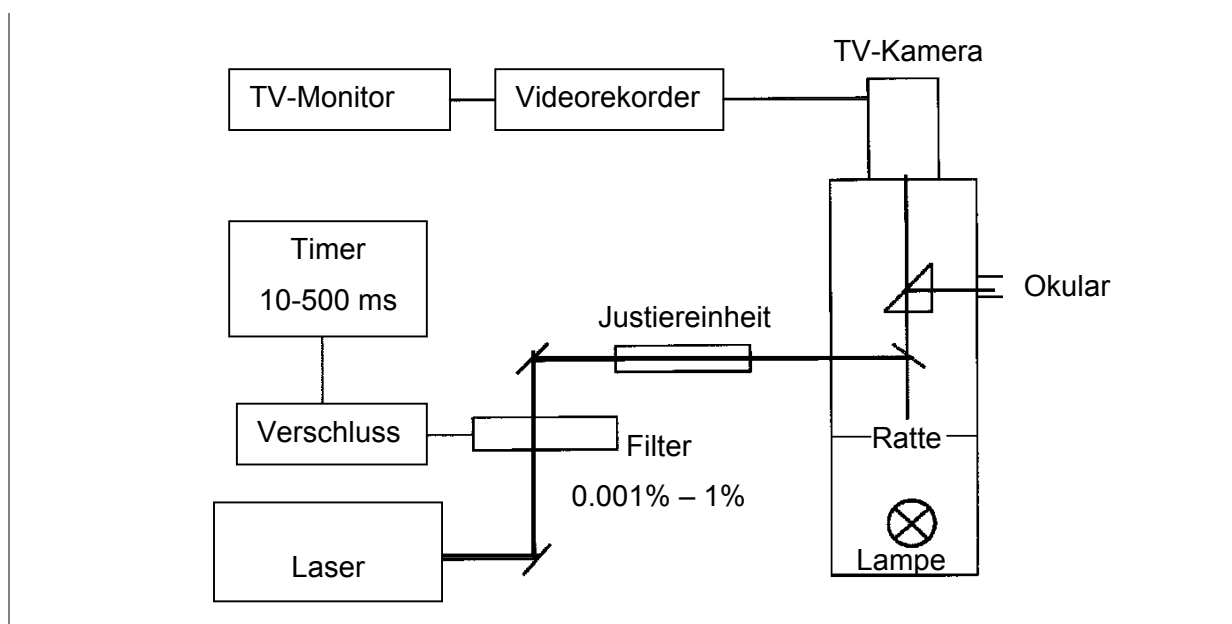 TV-Kamera
TV-Monitor
Videorekorder
Timer
10-500 ms
Okular
Justiereinheit
Verschluss
Filter
Ratte
0.001% – 1%
Laser
Lampe